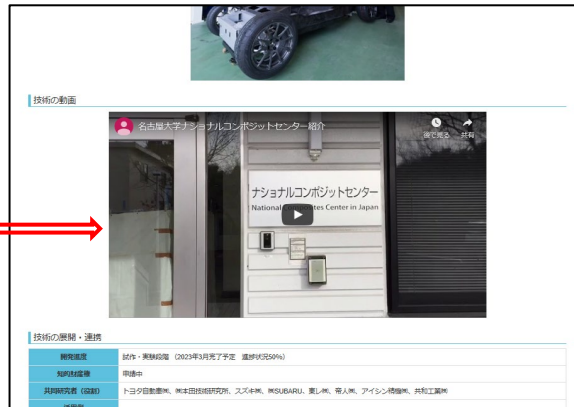 技術の動画
名古屋大学ナショナルコンポジットセンター紹介
後で見る 共有
ナショナルコンポジットセンター
National Composites Center in Japan
技術の展開・連携
開発進度 試作・実験段階 (2023年3月完了予定 進捗状況50%)
知的財産権 申請中
共同研究者(役割) トヨタ自動車㈱、㈱本田技術研究所、スズキ㈱、㈱SUBARU、東レ㈱、帝人㈱、アイシン精機㈱、共和工業㈱